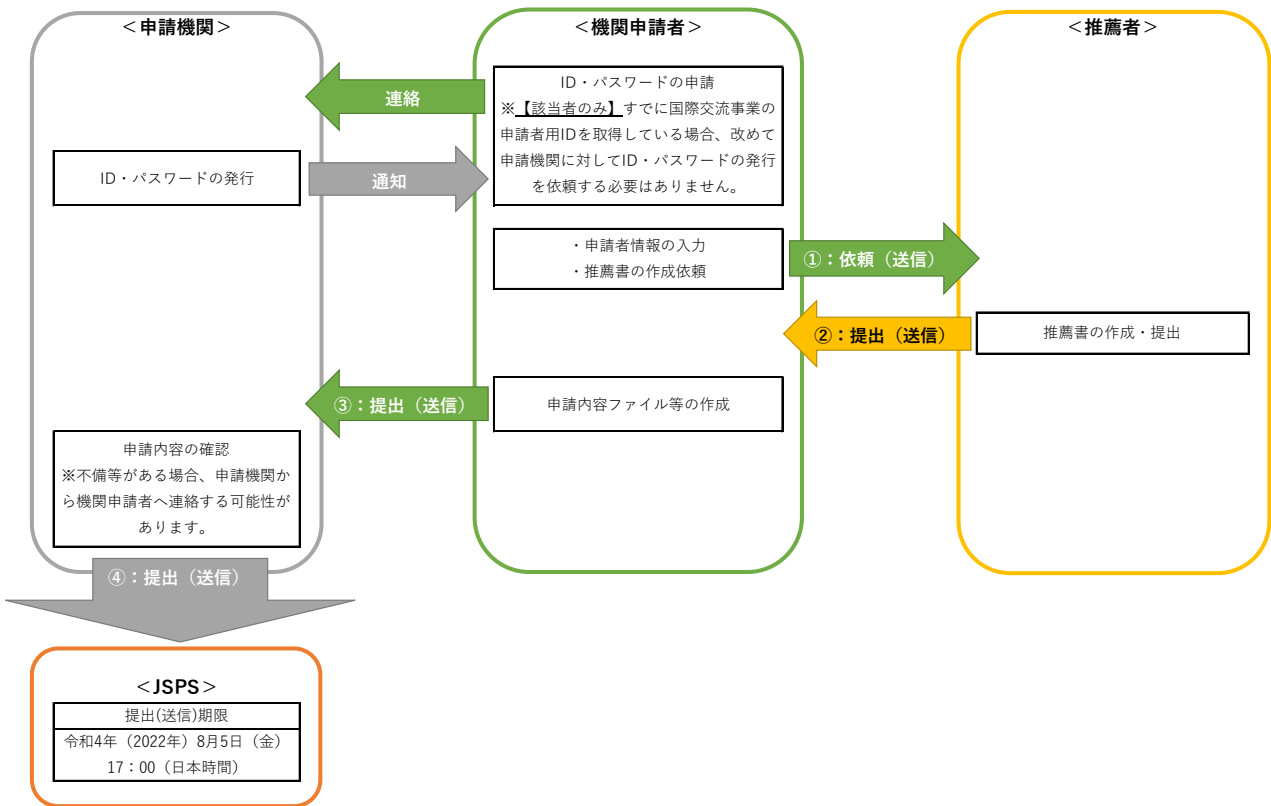 ＜申請機関＞
＜機関申請者＞
＜推薦者＞
ID・パスワードの申請
※【該当者のみ】すでに国際交流事業の
申請者用IDを取得している場合、改めて
申請機関に対してID・パスワードの発行
を依頼する必要はありません。
連絡
ID・パスワードの発行
通知
・申請者情報の入力
・推薦書の作成依頼
①：依頼（送信）
②：提出（送信）
推薦書の作成・提出
③：提出（送信）
申請内容ファイル等の作成
申請内容の確認
※不備等がある場合、申請機関か
ら機関申請者へ連絡する可能性が
あります。
④：提出（送信）
＜JSPS＞
提出(送信)期限
令和4年（2022年）8月5日（金）
17：00（日本時間）